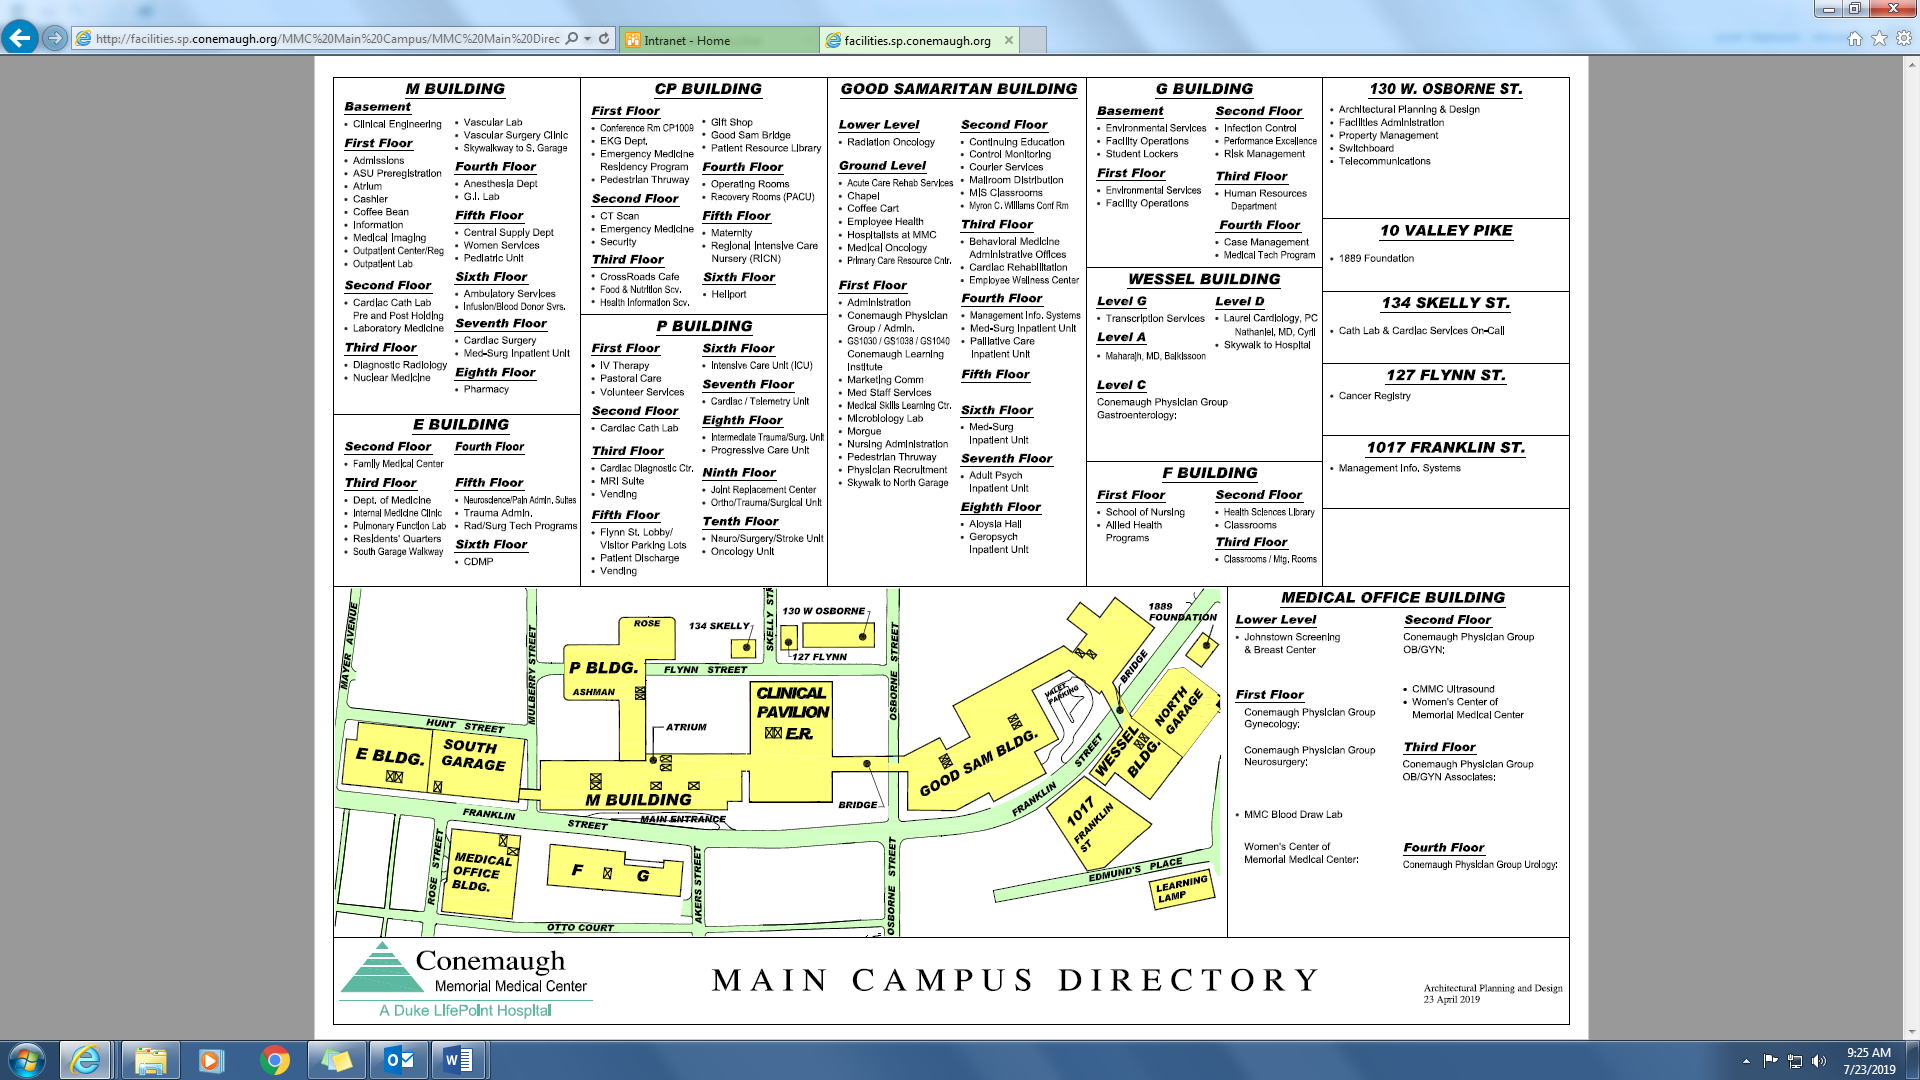 http://facilities.sp.conemaugh.org/MMC%20Main%20Campus/MMC%20Main%20Direc
Intranet - Home
facilities.sp.conemaugh.org
M BUILDING
Basement
• Clinical Engineering
First Floor
• Admissions
• ASU Preregistration
• Atrium
• Cashier
• Coffee Bean
• Information
• Medical Imaging
• Outpatient Center/Reg
• Outpatient Lab
Second Floor
• Cardiac Cath Lab
Pre and Post Holding
• Laboratory Medicine
Third Floor
• Diagnostic Radiology
• Nuclear Medicine
• Vascular Lab
• Vascular Surgery Clinic
• Skywalkway to S. Garage
Fourth Floor
• Anesthesia Dept
• G.I. Lab
Fifth Floor
• Central Supply Dept
• Women Services
• Pediatric Unit
Sixth Floor
• Ambulatory Services
• Infusion/Blood Donor Svrs.
Seventh Floor
• Cardiac Surgery
• Med-Surg Inpatient Unit
Eighth Floor
• Pharmacy
E BUILDING
Second Floor
• Family Medical Center
Third Floor
• Dept. of Medicine
• Internal Medicine Clinic
• Pulmonary Function Lab
• Residents' Quarters
• South Garage Walkway
Fourth Floor
Fifth Floor
• Neuroscience/Pain Admin. Suites
• Trauma Admin.
• Rad/Surg Tech Programs
Sixth Floor
• CDMP
CP BUILDING
First Floor
• Conference Rm CP1009
• EKG Dept.
• Emergency Medicine
Residency Program
• Pedestrian Thruway
Second Floor
• CT Scan
• Emergency Medicine
• Security
Third Floor
• CrossRoads Cafe
• Food & Nutrition Scv.
• Health Information Scv.
• Gift Shop
• Good Sam Bridge
• Patient Resource Library
Fourth Floor
• Operating Rooms
• Recovery Rooms (PACU)
Fifth Floor
• Maternity
• Regional Intensive Care
Nursery (RICN)
Sixth Floor
• Heliport
P BUILDING
First Floor
• IV Therapy
• Pastoral Care
• Volunteer Services
Second Floor
• Cardiac Cath Lab
Third Floor
• Cardiac Diagnostic Ctr.
• MRI Suite
• Vending
Fifth Floor
• Flynn St. Lobby/
Visitor Parking Lots
• Patient Discharge
• Vending
Sixth Floor
• Intensive Care Unit (ICU)
Seventh Floor
• Cardiac / Telemetry Unit
Eighth Floor
• Intermediate Trauma/Surg. Unit
• Progressive Care Unit
Ninth Floor
• Joint Replacement Center
• Ortho/Trauma/Surgical Unit
Tenth Floor
• Neuro/Surgery/Stroke Unit
• Oncology Unit
GOOD SAMARITAN BUILDING
Lower Level
• Radiation Oncology
Ground Level
• Acute Care Rehab Services
• Chapel
• Coffee Cart
• Employee Health
• Hospitalists at MMC
• Medical Oncology
• Primary Care Resource Cntr.
First Floor
• Administration
• Conemaugh Physician
Group / Admin.
• GS1030 / GS1038 / GS1040
Conemaugh Learning
Institute
• Marketing Comm
• Med Staff Services
• Medical Skills Learning Ctr.
• Microbiology Lab
• Morgue
• Nursing Administration
• Pedestrian Thruway
• Physician Recruitment
• Skywalk to North Garage
Second Floor
• Continuing Education
• Control Monitoring
• Courier Services
• Mailroom Distribution
• MIS Classrooms
• Myron C. Williams Conf Rm
Third Floor
• Behavioral Medicine
Administrative Offices
• Cardiac Rehabilitation
• Employee Wellness Center
Fourth Floor
• Management Info. Systems
• Med-Surg Inpatient Unit
• Palliative Care
Inpatient Unit
Fifth Floor
Sixth Floor
• Med-Surg
Inpatient Unit
Seventh Floor
• Adult Psych
Inpatient Unit
Eighth Floor
• Aloysia Hall
• Geropsych
Inpatient Unit
G BUILDING
Basement
• Environmental Services
• Facility Operations
• Student Lockers
First Floor
• Environmental Services
• Facility Operations
Second Floor
• Infection Control
• Performance Excellence
• Risk Management
Third Floor
• Human Resources
Department
Fourth Floor
• Case Management
• Medical Tech Program
WESSEL BUILDING
Level G
• Transcription Services
Level A
• Maharajh, MD, Balkissoon
Level C
Conemaugh Physician Group
Gastroenterology:
Level D
• Laurel Cardiology, PC
Nathaniel, MD, Cyril
• Skywalk to Hospital
F BUILDING
First Floor
• School of Nursing
• Allied Health
Programs
Second Floor
• Health Sciences Library
• Classrooms
Third Floor
• Classrooms / Mtg. Rooms
130 W. OSBORNE ST.
• Architectural Planning & Design
• Facilities Administration
• Property Management
• Switchboard
• Telecommunications
10 VALLEY PIKE
• 1889 Foundation
134 SKELLY ST.
• Cath Lab & Cardiac Services On-Call
127 FLYNN ST.
• Cancer Registry
1017 FRANKLIN ST.
• Management Info. Systems
MAYER AVENUE
HUNT STREET
MULBERRY STREET
ROSE
P BLDG.
ASHMAN
134 SKELLY
SKELLY ST
130 W OSBORNE
127 FLYNN
FLYNN STREET
OSBORNE STREET
CLINICAL
PAVILION
E.R.
ATRIUM
E BLDG.
SOUTH
GARAGE
M BUILDING
MAIN ENTRANCE
BRIDGE
GOOD SAM BLDG.
VALET
PARKING
BRIDGE
1889
FOUNDATION
NORTH
GARAGE
WESSEL
BLDG.
1017
FRANKLIN
ST
FRANKLIN STREET
FRANKLIN STREET
ROSE STREET
MEDICAL
OFFICE
BLDG.
F
G
AKERS STREET
OSBORNE STREET
OTTO COURT
EDMUND'S PLACE
LEARNING
LAMP
MEDICAL OFFICE BUILDING
Lower Level
• Johnstown Screening
& Breast Center
First Floor
Conemaugh Physician Group
Gynecology:
Conemaugh Physician Group
Neurosurgery:
• MMC Blood Draw Lab
Women's Center of
Memorial Medical Center:
Second Floor
Conemaugh Physician Group
OB/GYN:
• CMMC Ultrasound
• Women's Center of
Memorial Medical Center
Third Floor
Conemaugh Physician Group
OB/GYN Associates:
Fourth Floor
Conemaugh Physician Group Urology:
Conemaugh
Memorial Medical Center
A Duke LifePoint Hospital
MAIN CAMPUS DIRECTORY
Architectural Planning and Design
23 April 2019
9:25 AM
7/23/2019